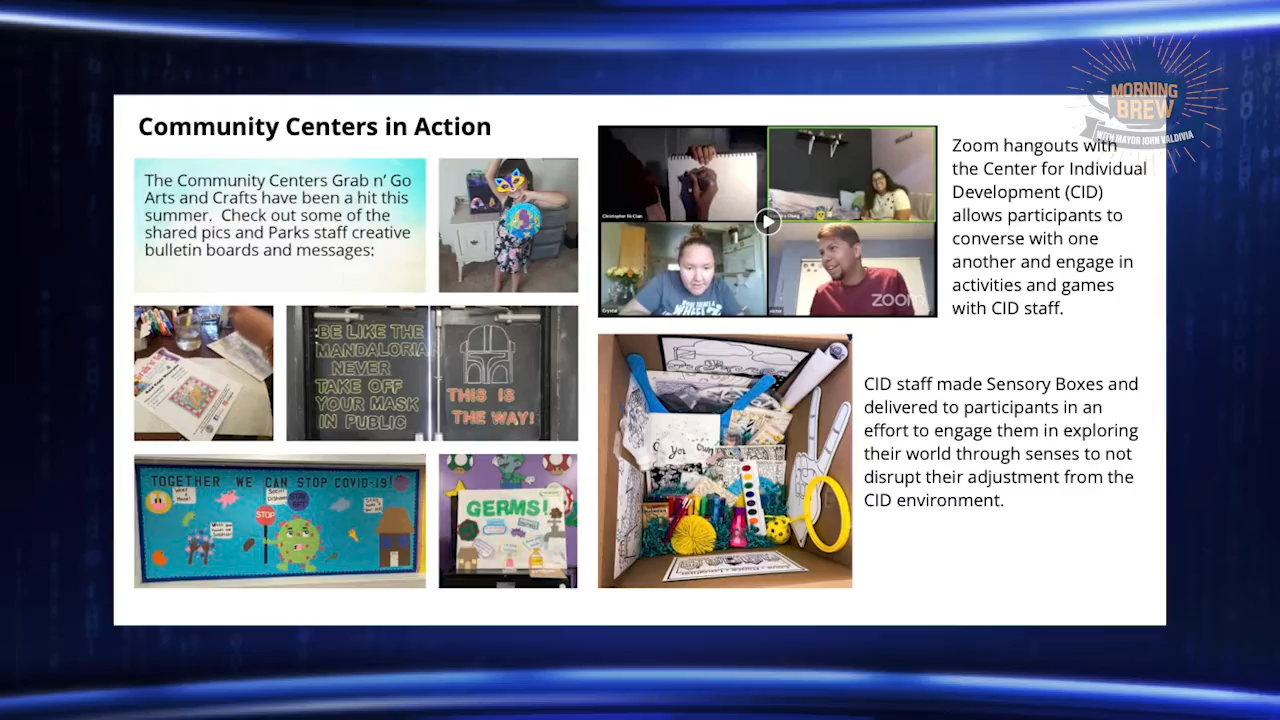 MORNING
BREW
WITH MAYOR JOHN VALDIVIA
Community Centers in Action
The Community Centers Grab n' Go
Arts and Crafts have been a hit this
summer. Check out some of the
shared pics and Parks staff creative
bulletin boards and messages:
Zoom hangouts with
the Center for Individual
Development (CID)
allows participants to
converse with one
another and engage in
activities and games
with CID staff.
Christopher McClain
Crystal
zoom
BE LIKE THE
MANDALORIAN
NEVER
TAKE OFF
YOUR MASK
IN PUBLIC
THIS IS
THE WAY!
CID staff made Sensory Boxes and
delivered to participants in an
effort to engage them in exploring
their world through senses to not
disrupt their adjustment from the
CID environment.
TOGETHER WE CAN STOP COVID-19!
STOP
GERMS!